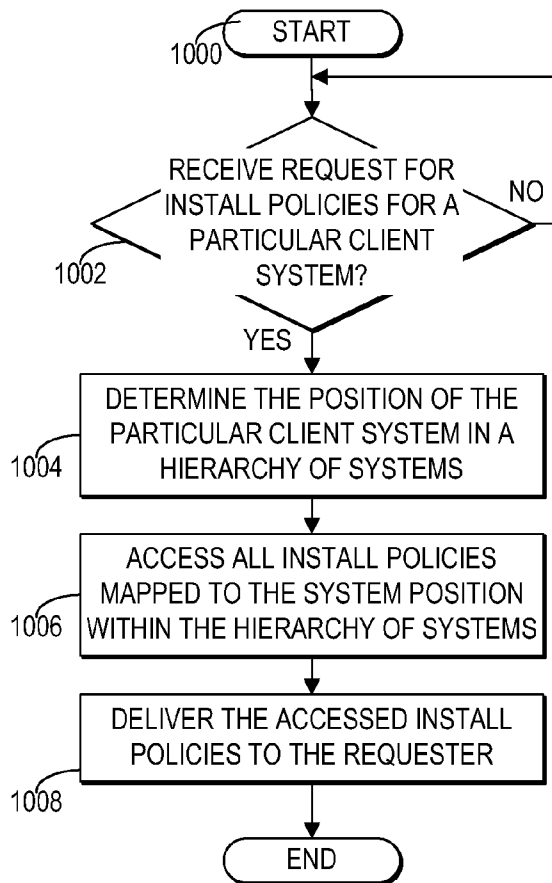 START
1000
RECEIVE REQUEST FOR
INSTALL POLICIES FOR A
PARTICULAR CLIENT
SYSTEM?
NO
1002
YES
DETERMINE THE POSITION OF THE
PARTICULAR CLIENT SYSTEM IN A
HIERARCHY OF SYSTEMS
1004
ACCESS ALL INSTALL POLICIES
MAPPED TO THE SYSTEM POSITION
WITHIN THE HIERARCHY OF SYSTEMS
1006
DELIVER THE ACCESSED INSTALL
POLICIES TO THE REQUESTER
1008
END